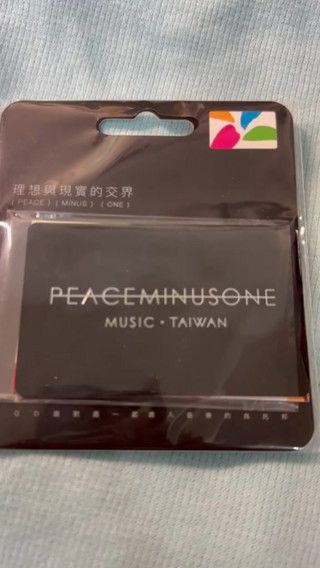 理想與現實的交界
( PEACE ) ( MINUS ) ( ONE )
PEACEMINUSONE
MUSIC • TAIWAN